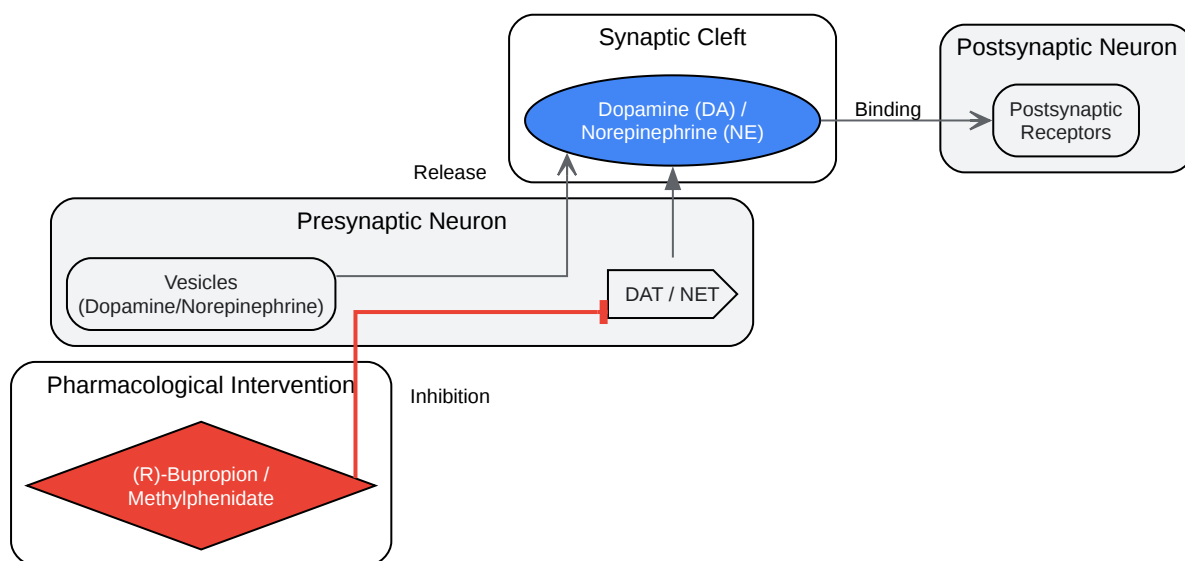 Synaptic Cleft
Postsynaptic Neuron
Dopamine (DA) /
Norepinephrine (NE)
Binding
Postsynaptic
Receptors
Release
Presynaptic Neuron
Vesicles
(Dopamine/Norepinephrine)
DAT / NET
Pharmacological Intervention
Inhibition
(R)-Bupropion /
Methylphenidate